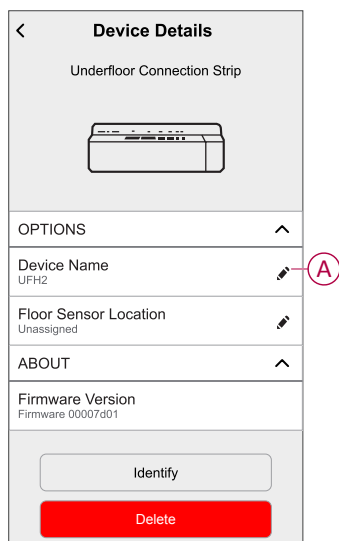 Device Details
Underfloor Connection Strip
OPTIONS
Device Name
UFH2
A
Floor Sensor Location
Unassigned
ABOUT
Firmware Version
Firmware 00007d01
Identify
Delete